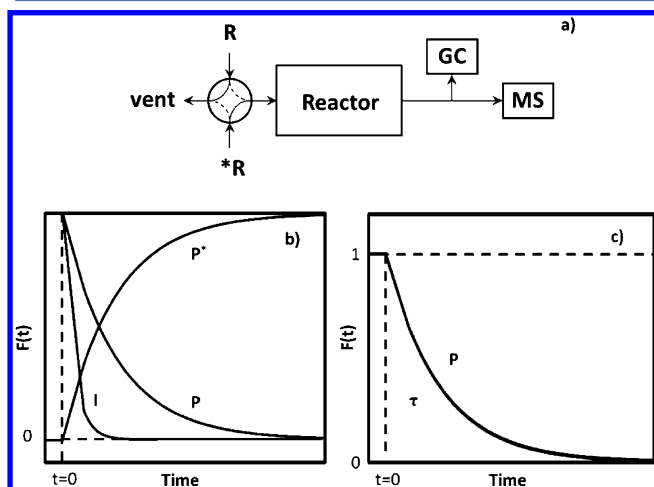 a)
R
GC
vent
Reactor
MS
*R
b)
P*
F(t)
I
P
0
t=0
Time
c)
1
F(t)
P
τ
0
t=0
Time